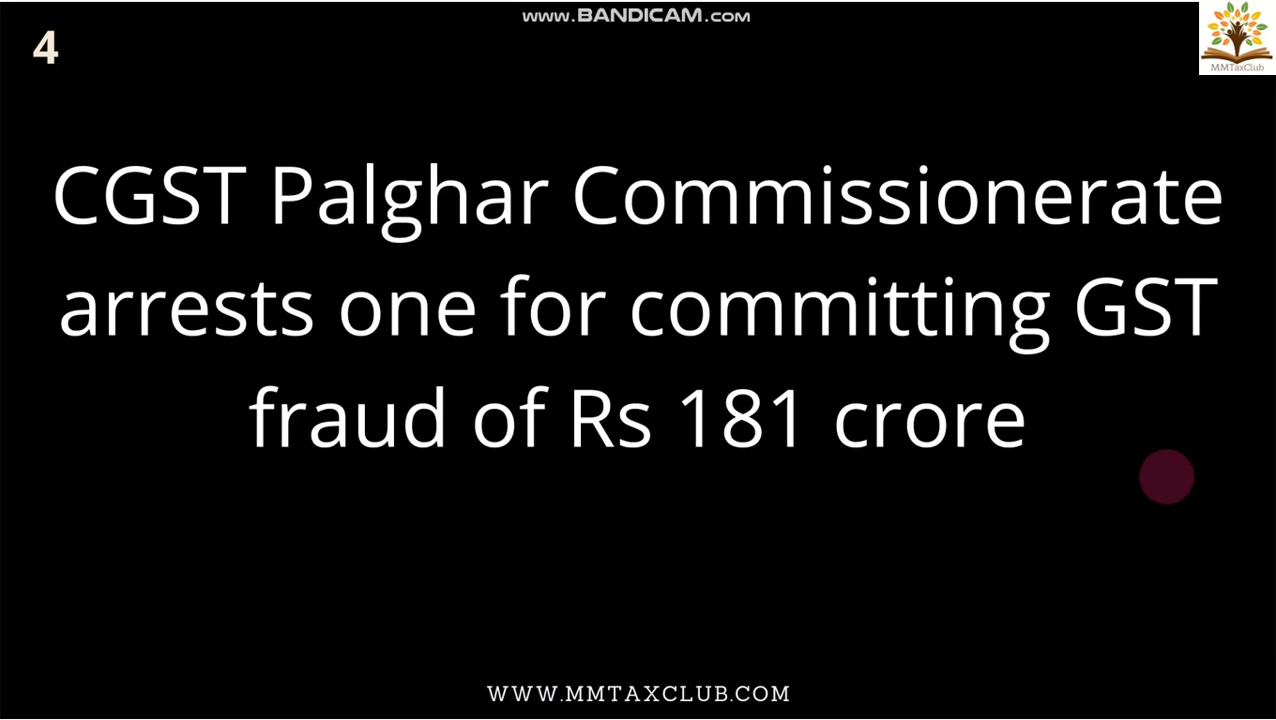 www.BANDICAM.com
4
MMTaxClub
CGST Palghar Commissionerate
arrests one for committing GST
fraud of Rs 181 crore
WWW.MMTAXCLUB.COM